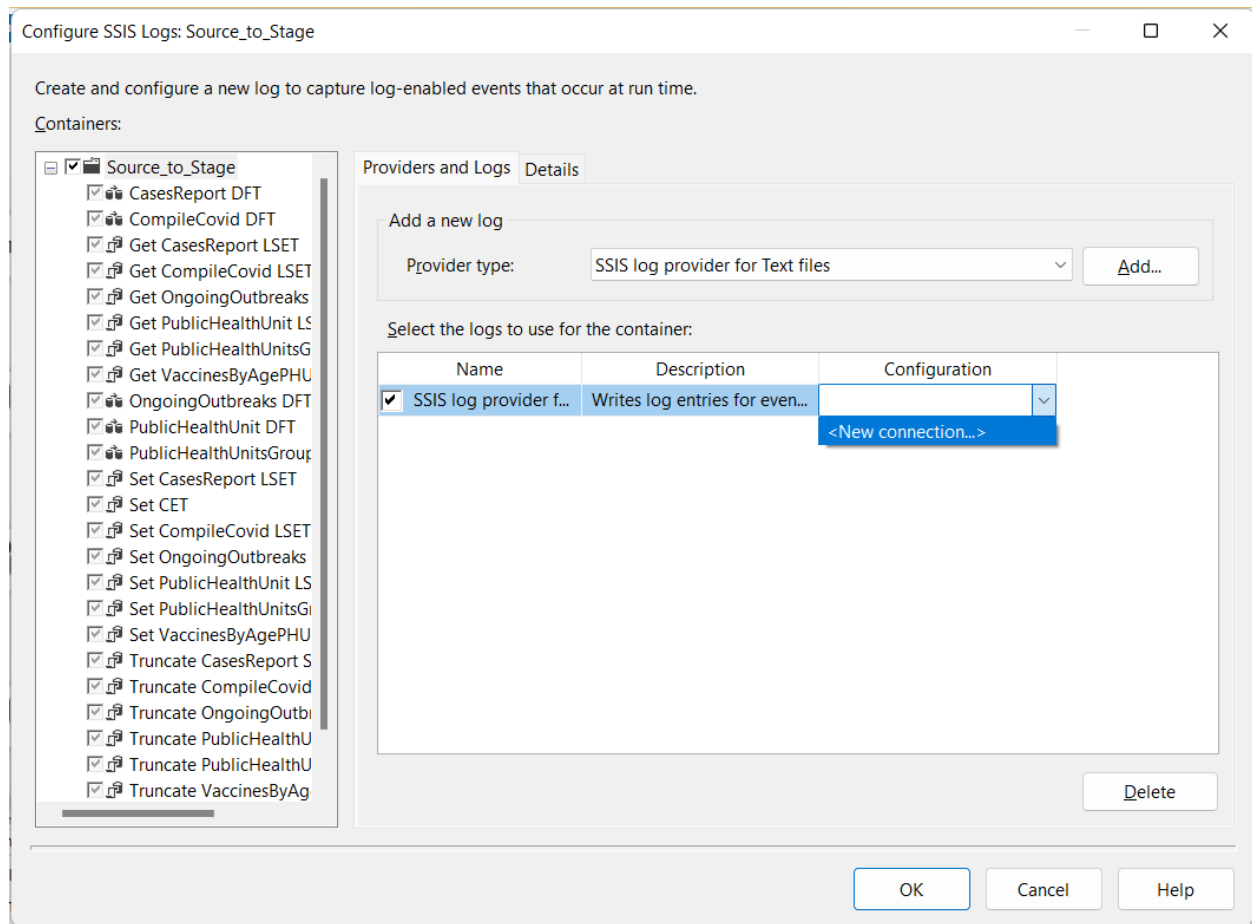 Configure SSIS Logs: Source_to_Stage
Create and configure a new log to capture log-enabled events that occur at run time.
Containers:
Source_to_Stage
CasesReport DFT
CompileCovid DFT
Get CasesReport LSET
Get CompileCovid LSET
Get OngoingOutbreaks
Get PublicHealthUnit LS
Get PublicHealthUnitsG
Get VaccinesByAgePHU
OngoingOutbreaks DFT
PublicHealthUnit DFT
PublicHealthUnitsGroup
Set CasesReport LSET
Set CET
Set CompileCovid LSET
Set OngoingOutbreaks
Set PublicHealthUnit LS
Set PublicHealthUnitsGr
Set VaccinesByAgePHU
Truncate CasesReport S
Truncate CompileCovid
Truncate OngoingOutbr
Truncate PublicHealthU
Truncate PublicHealthU
Truncate VaccinesByAg
Providers and Logs Details
Add a new log
Provider type: SSIS log provider for Text files Add...
Select the logs to use for the container:
Name Description Configuration
SSIS log provider f... Writes log entries for even...
<New connection...>
Delete
OK Cancel Help